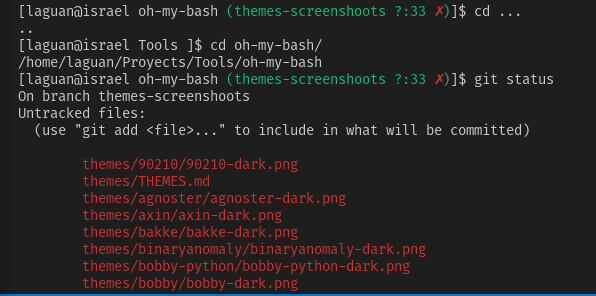 [laguan@israel oh-my-bash (themes-screenshoots ?:33 ✗)]$ cd ...
..
[laguan@israel Tools ]$ cd oh-my-bash/
/home/laguan/Proyects/Tools/oh-my-bash
[laguan@israel oh-my-bash (themes-screenshoots ?:33 ✗)]$ git status
On branch themes-screenshoots
Untracked files:
  (use "git add <file>..." to include in what will be committed)

        themes/90210/90210-dark.png
        themes/THEMES.md
        themes/agnoster/agnoster-dark.png
        themes/axin/axin-dark.png
        themes/bakke/bakke-dark.png
        themes/binaryanomaly/binaryanomaly-dark.png
        themes/bobby-python/bobby-python-dark.png
        themes/bobby/bobby-dark.png